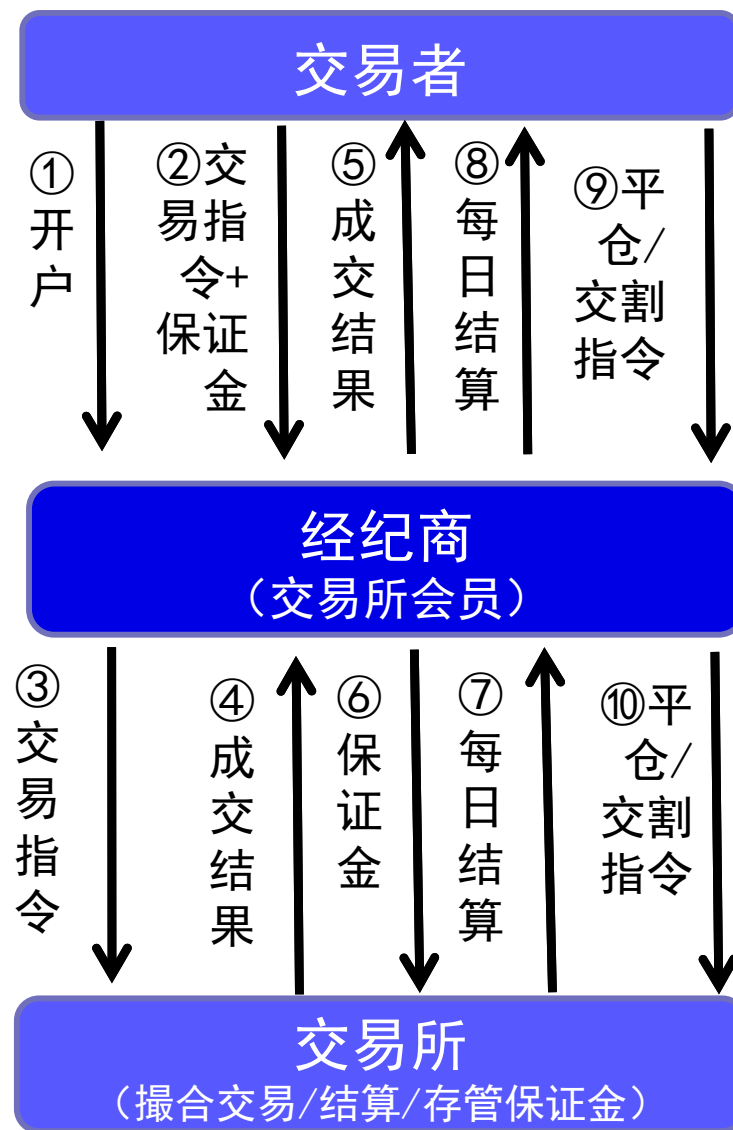 交易者
①
开
户
②交
易指
令+
保证
金
⑤
成
交
结
果
⑧
每
日
结
算
⑨平
仓/
交割
指令
经纪商
（交易所会员）
③
交
易
指
令
④
成
交
结
果
⑥
保
证
金
⑦
每
日
结
算
⑩平
仓/
交割
指令
交易所
（撮合交易/结算/存管保证金）